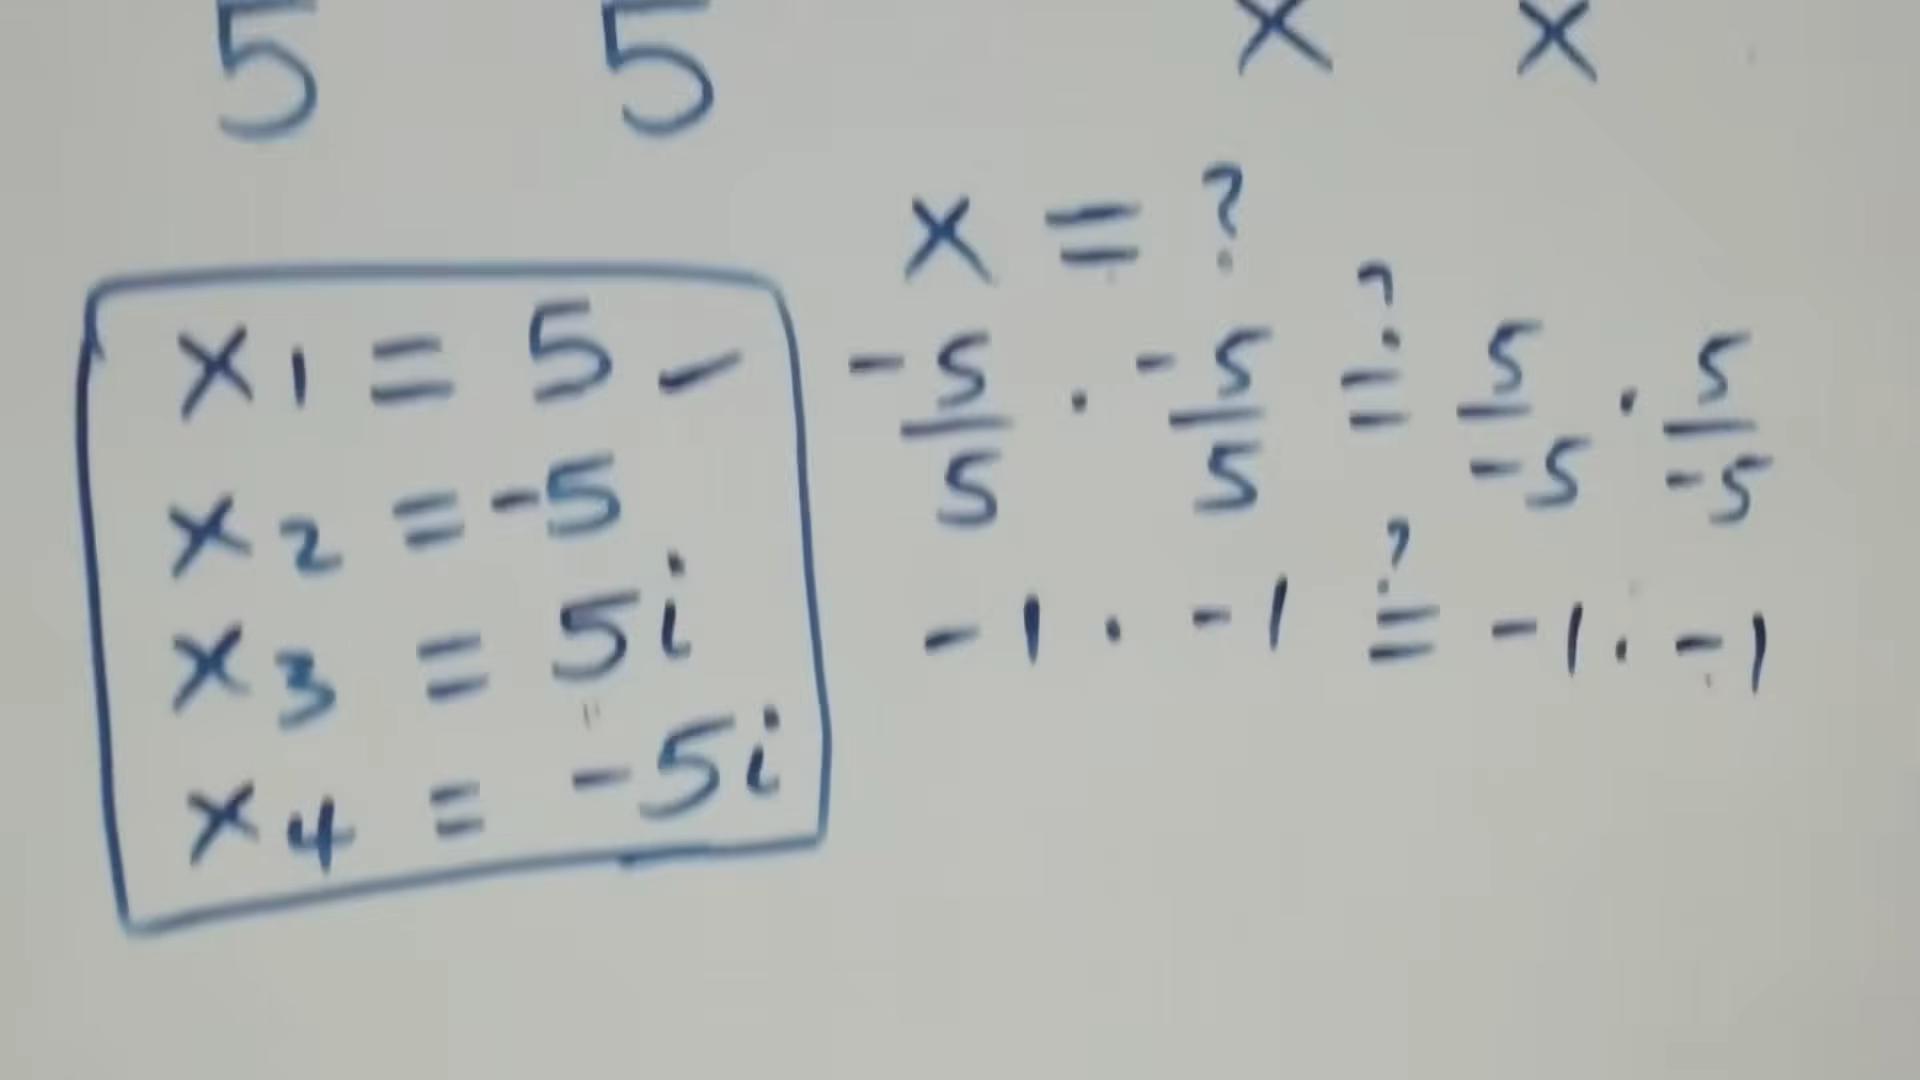 5 5 x x
x = ?
x1 = 5 -
x2 = -5
x3 = 5i
x4 = -5i
-5/5 · -5/5 ?= 5/-5 · 5/-5
-1 · -1 ?= -1 · -1